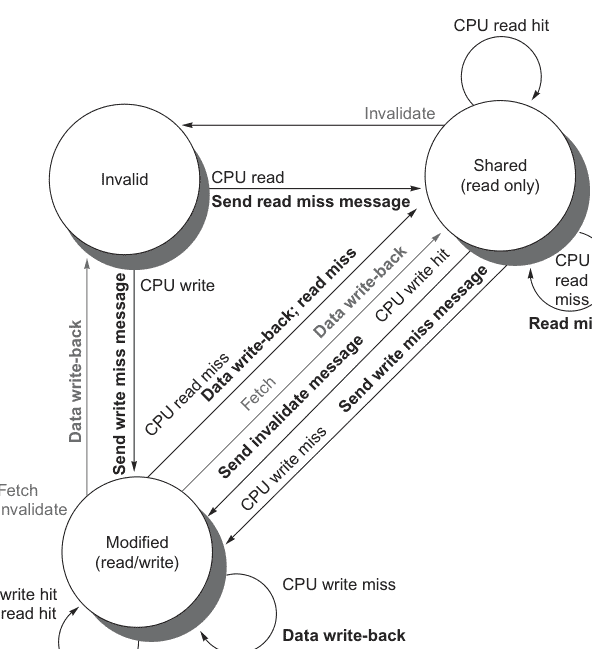 CPU read hit
Invalidate
Invalid
Shared
(read only)
CPU read
Send read miss message
CPU write
Send write miss message
Data write-back
CPU read miss
Data write-back; read miss
Fetch
Data write-back
CPU write hit
Send invalidate message
CPU write miss
Send write miss message
CPU
read
miss
Read mi
Fetch
nvalidate
Modified
(read/write)
write hit
read hit
CPU write miss
Data write-back